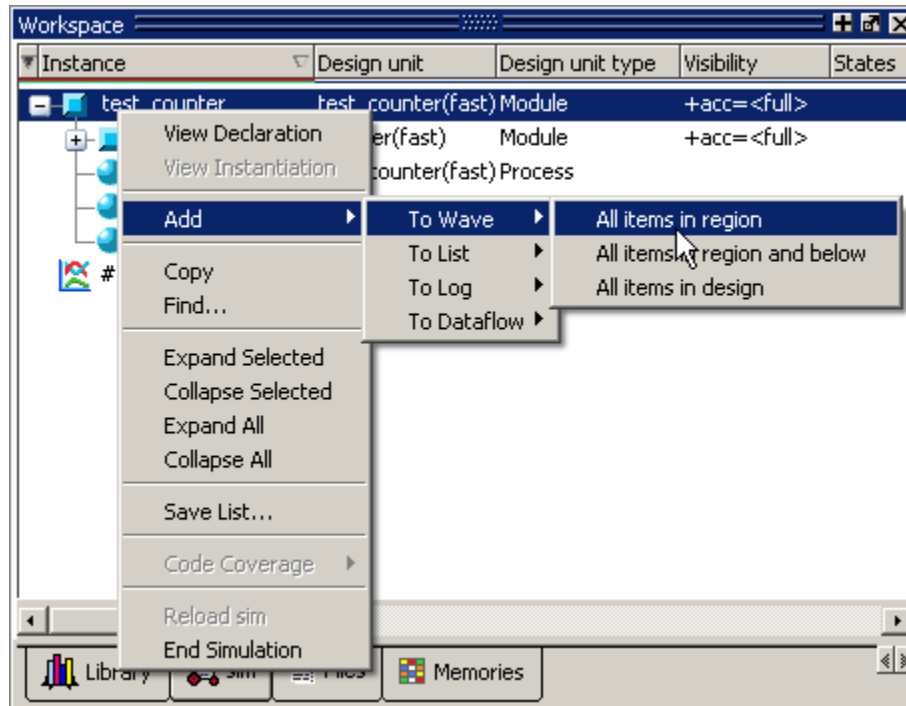 Workspace
Instance Design unit Design unit type Visibility States
test_counter test_counter(fast) Module +acc=<full>
er(fast) Module +acc=<full>
counter(fast) Process
#
View Declaration
View Instantiation
Add
Copy
Find...
Expand Selected
Collapse Selected
Expand All
Collapse All
Save List...
Code Coverage
Reload sim
End Simulation
To Wave
To List
To Log
To Dataflow
All items in region
All items in region and below
All items in design
Library sim Files Memories